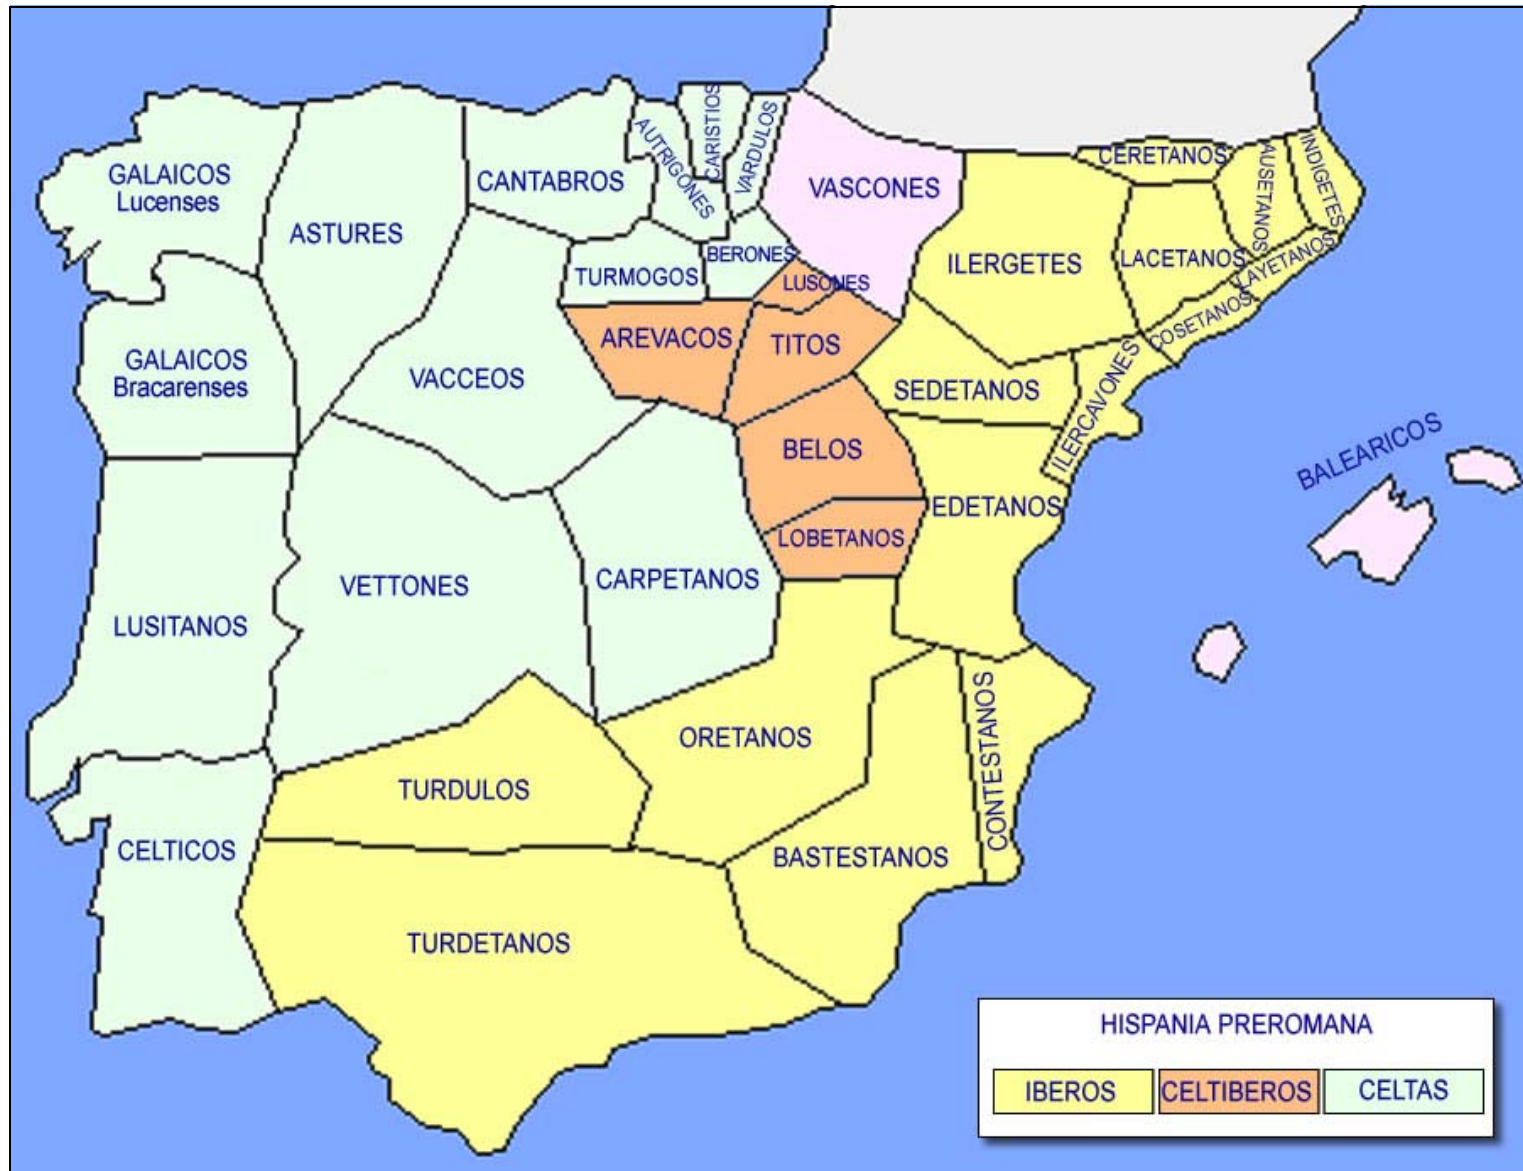 GALAICOS
Lucenses
ASTURES
CANTABROS
AUTRIGONES
CARISTIOS
VARDULOS
VASCONES
CERETANOS
AUSETANOS
INDIGETES
TURMOGOS
BERONES
LUSONES
ILERGETES
LACETANOS
LAYETANOS
COSETANOS
GALAICOS
Bracarenses
VACCEOS
AREVACOS
TITOS
SEDETANOS
ILERCAVONES
BELOS
EDETANOS
BALEARICOS
LOBETANOS
LUSITANOS
VETTONES
CARPETANOS
ORETANOS
CONTESTANOS
TURDULOS
CELTICOS
BASTESTANOS
TURDETANOS
HISPANIA PREROMANA
IBEROS
CELTIBEROS
CELTAS